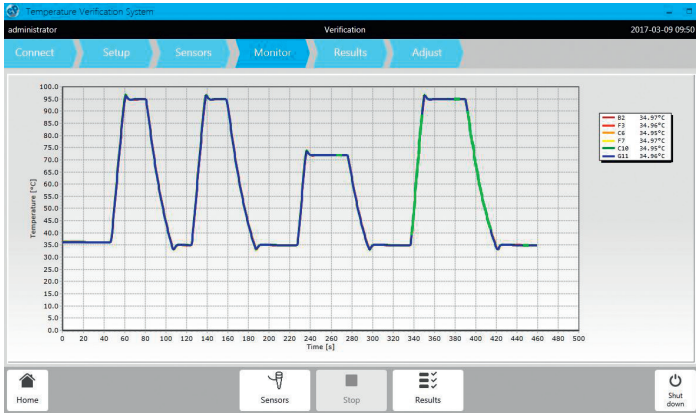 Temperature Verification System
administrator Verification 2017-03-09 09:50
Connect Setup Sensors Monitor Results Adjust
100.0
95.0
90.0
85.0
80.0
75.0
70.0
65.0
60.0
55.0
50.0
45.0
40.0
35.0
30.0
25.0
20.0
15.0
10.0
5.0
0.0
Temperature [°C]
0 20 40 60 80 100 120 140 160 180 200 220 240 260 280 300 320 340 360 380 400 420 440 460 480 500
Time [s]
B2 34.97°C
F3 34.96°C
C6 34.95°C
F7 34.97°C
C10 34.95°C
G11 34.96°C
Home Sensors Stop Results Shut
down